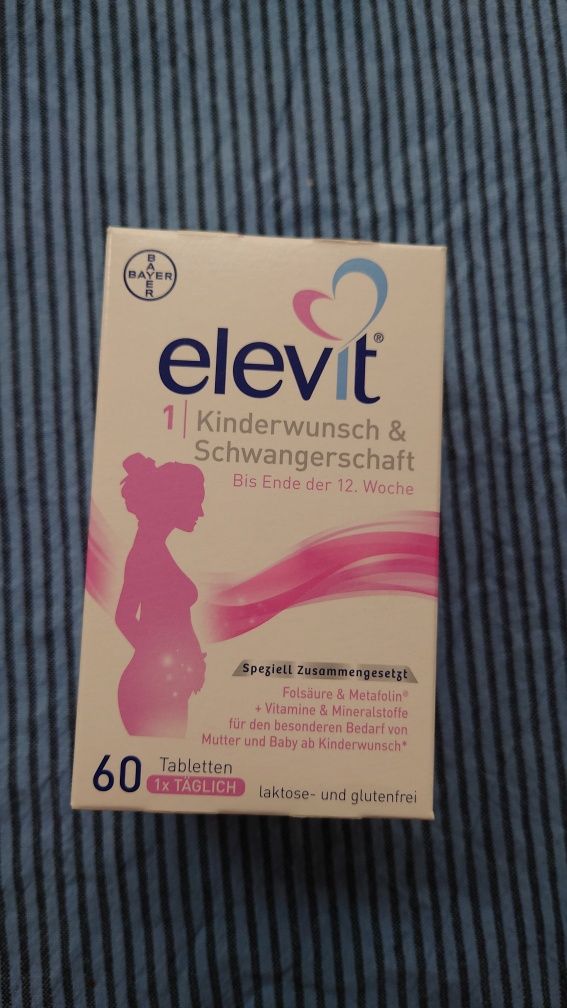 BAYER
BAYER
elevit®
1 | Kinderwunsch &
Schwangerschaft
Bis Ende der 12. Woche
Speziell Zusammengesetzt
Folsäure & Metafolin®
+ Vitamine & Mineralstoffe
für den besonderen Bedarf von
Mutter und Baby ab Kinderwunsch*
60 Tabletten
1x TÄGLICH
laktose- und glutenfrei